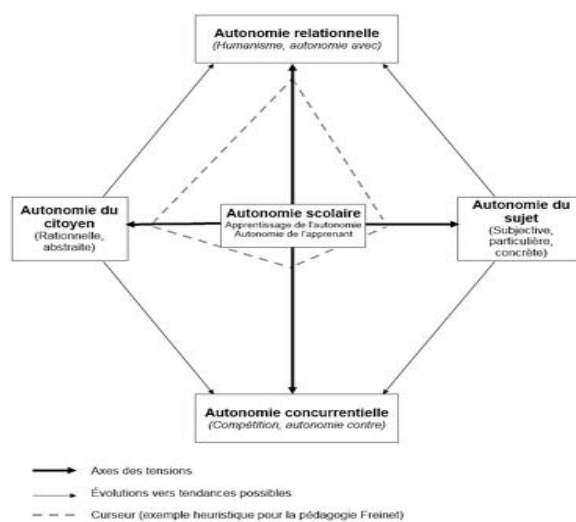 Autonomie relationnelle
(Humanisme, autonomie avec)
Autonomie du
citoyen
(Rationnelle,
abstraite)
Autonomie scolaire
Apprentissage de l'autonomie
Autonomie de l'apprenant
Autonomie du
sujet
(Subjective,
particulière,
concrète)
Autonomie concurrentielle
(Compétition, autonomie contre)
Axes des tensions
Évolutions vers tendances possibles
Curseur (exemple heuristique pour la pédagogie Freinet)